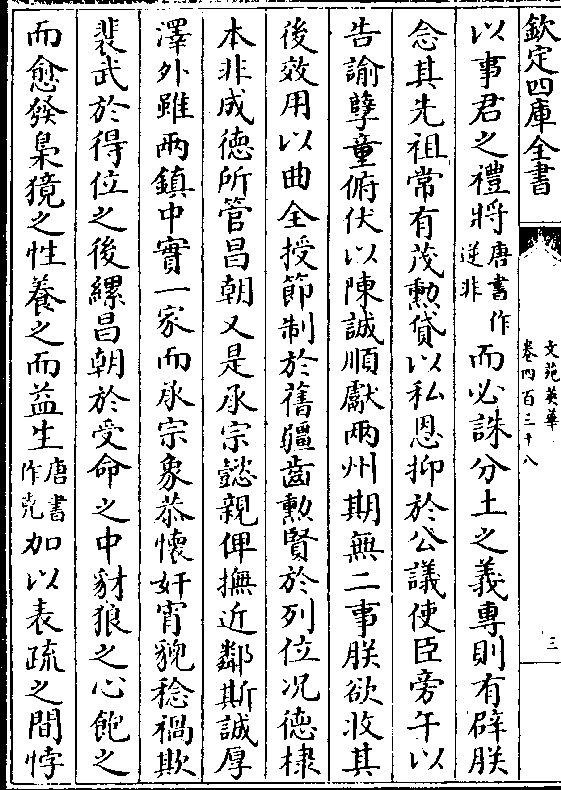 欽定四庫全書
文苑英華
卷四百三十八
三
以事君之禮將唐書作逆非而必誅分土之義專則有辟朕
念其先祖常有茂勲貸以私恩抑於公議使臣旁午以
告諭孽童俯伏以陳誠順獻兩州期無二事朕欲收其
後效用以曲全授節制於舊疆齒勲賢於列位况德棣
本非成德所管昌朝又是承宗懿親俾撫近鄰斯誠厚
澤外雖兩鎮中實一家而承宗象恭懷奸宵貌稔禍欺
裴武於得位之後縲昌朝於受命之中豺狼之心飽之
而愈發梟獍之性養之而益生唐書作克加以表疏之間悖